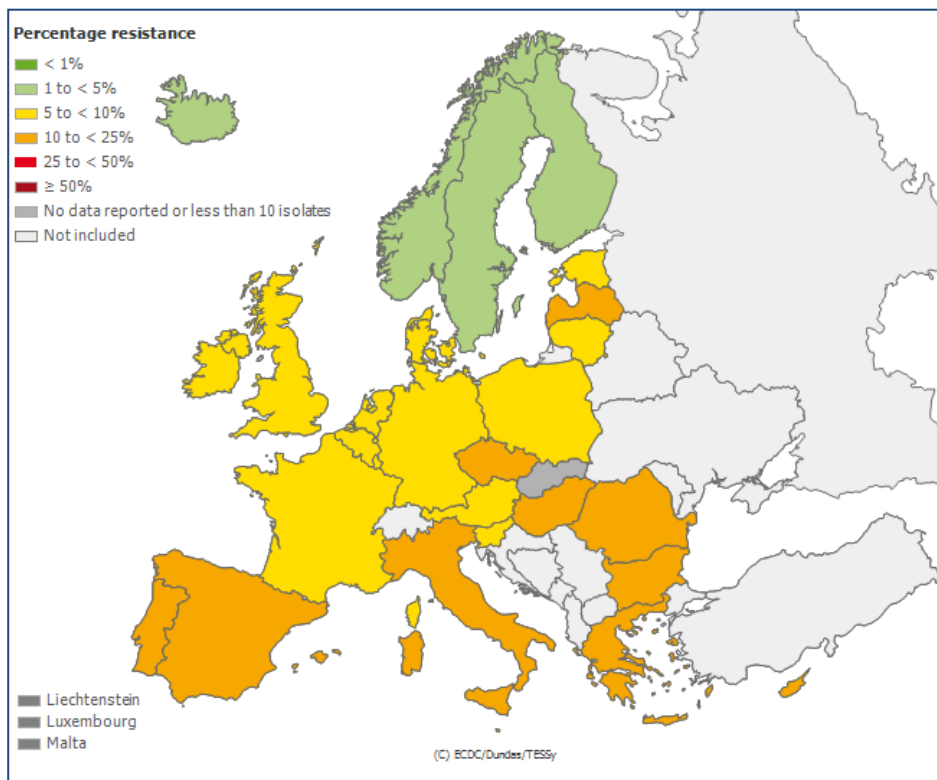 Percentage resistance
< 1%
1 to < 5%
5 to < 10%
10 to < 25%
25 to < 50%
≥ 50%
No data reported or less than 10 isolates
Not included
Liechtenstein
Luxembourg
Malta
(C) ECDC/Dundas/TESSy